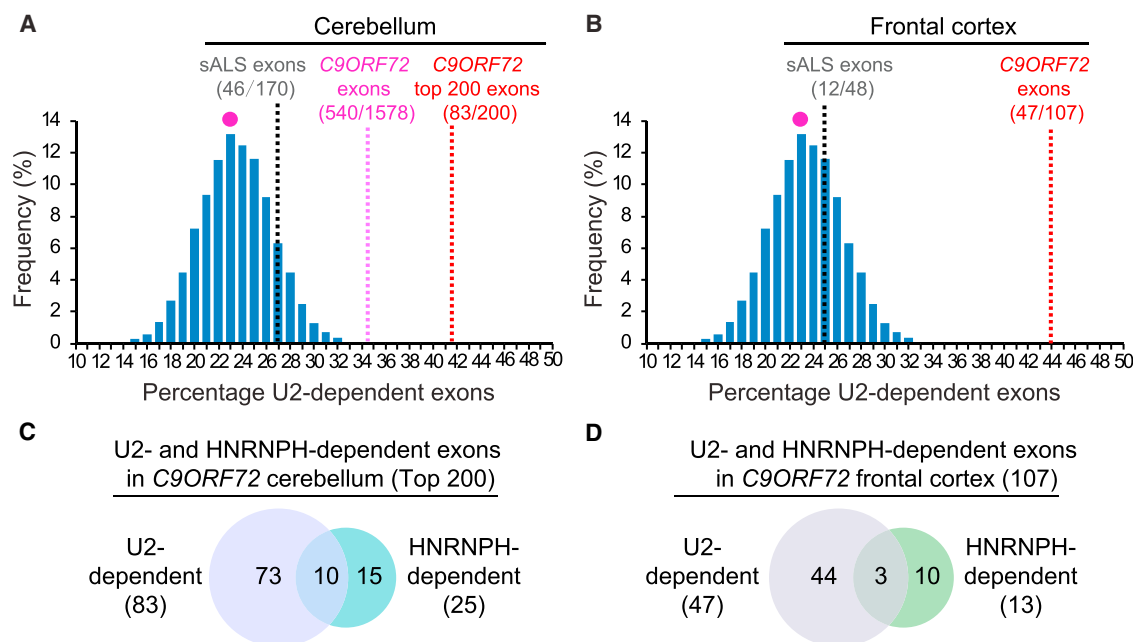 A
Cerebellum
sALS exons
(46/170)
C9ORF72
exons
(540/1578)
C9ORF72
top 200 exons
(83/200)
14
12
10
8
6
4
2
0
Frequency (%)
10 12 14 16 18 20 22 24 26 28 30 32 34 36 38 40 42 44 46 48 50
Percentage U2-dependent exons
B
Frontal cortex
sALS exons
(12/48)
C9ORF72
exons
(47/107)
14
12
10
8
6
4
2
0
Frequency (%)
10 12 14 16 18 20 22 24 26 28 30 32 34 36 38 40 42 44 46 48 50
Percentage U2-dependent exons
C
U2- and HNRNPH-dependent exons
in C9ORF72 cerebellum (Top 200)
U2-
dependent
(83)
73 10 15
HNRNPH-
dependent
(25)
D
U2- and HNRNPH-dependent exons
in C9ORF72 frontal cortex (107)
U2-
dependent
(47)
44 3 10
HNRNPH-
dependent
(13)